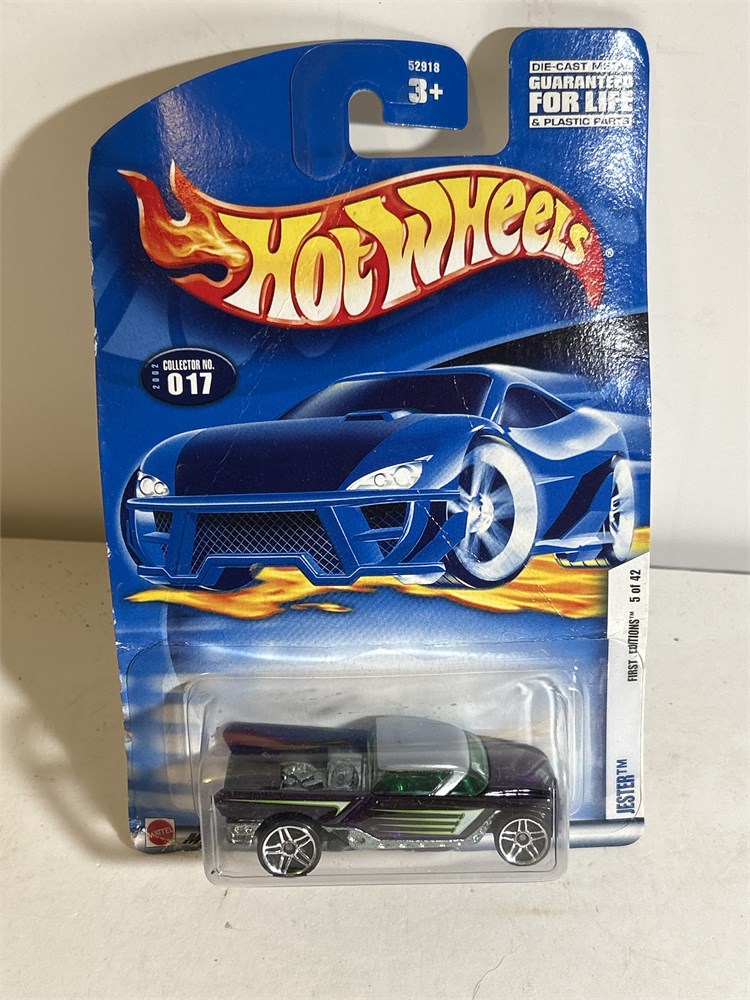 52918
3+
DIE-CAST METAL
GUARANTEED
FOR LIFE
& PLASTIC PARTS
HOT WHEELS®
2002
COLLECTOR NO.
017
FIRST EDITIONS™ 5 of 42
JESTER™
MATTEL